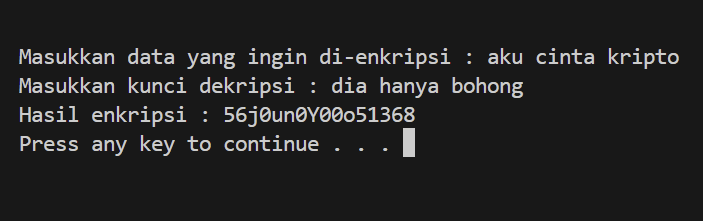 Masukkan data yang ingin di-enkripsi : aku cinta kripto
Masukkan kunci dekripsi : dia hanya bohong
Hasil enkripsi : 56j0un0Y00o51368
Press any key to continue . . .